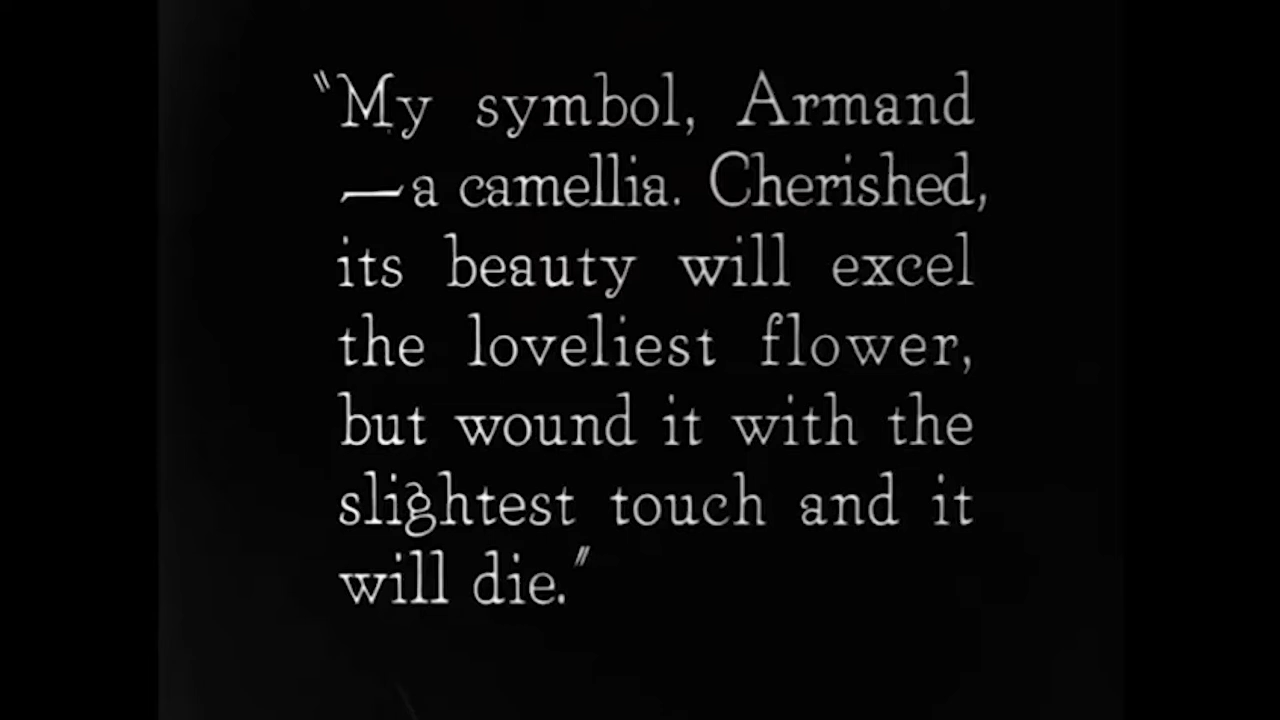 "My symbol, Armand
—a camellia. Cherished,
its beauty will excel
the loveliest flower,
but wound it with the
slightest touch and it
will die."